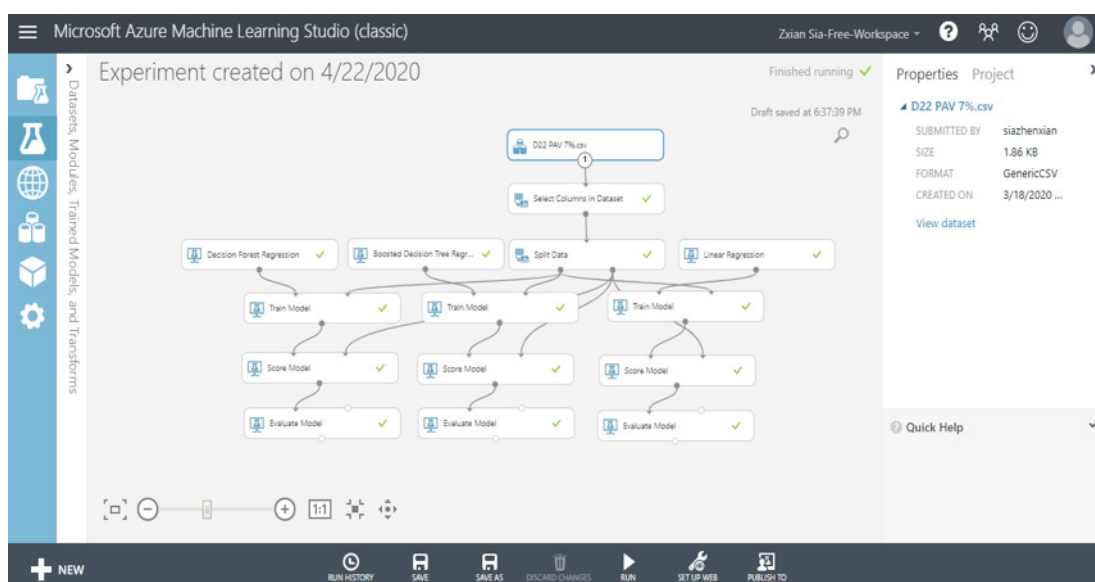 Microsoft Azure Machine Learning Studio (classic)
Zxian Sia-Free-Workspace
?
Datasets, Modules, Trained Models, and Transforms
Experiment created on 4/22/2020
Finished running
Draft saved at 6:37:39 PM
D22 PAV 7%.csv
1
Select Columns in Dataset
Decision Forest Regression
Boosted Decision Tree Regr...
Split Data
Linear Regression
Train Model
Train Model
Train Model
Score Model
Score Model
Score Model
Evaluate Model
Evaluate Model
Evaluate Model
Properties Project
D22 PAV 7%.csv
SUBMITTED BY siazhenxian
SIZE 1.86 KB
FORMAT GenericCSV
CREATED ON 3/18/2020 ...
View dataset
? Quick Help
1:1
NEW
RUN HISTORY
SAVE
SAVE AS
DISCARD CHANGES
RUN
SET UP WEB
PUBLISH TO